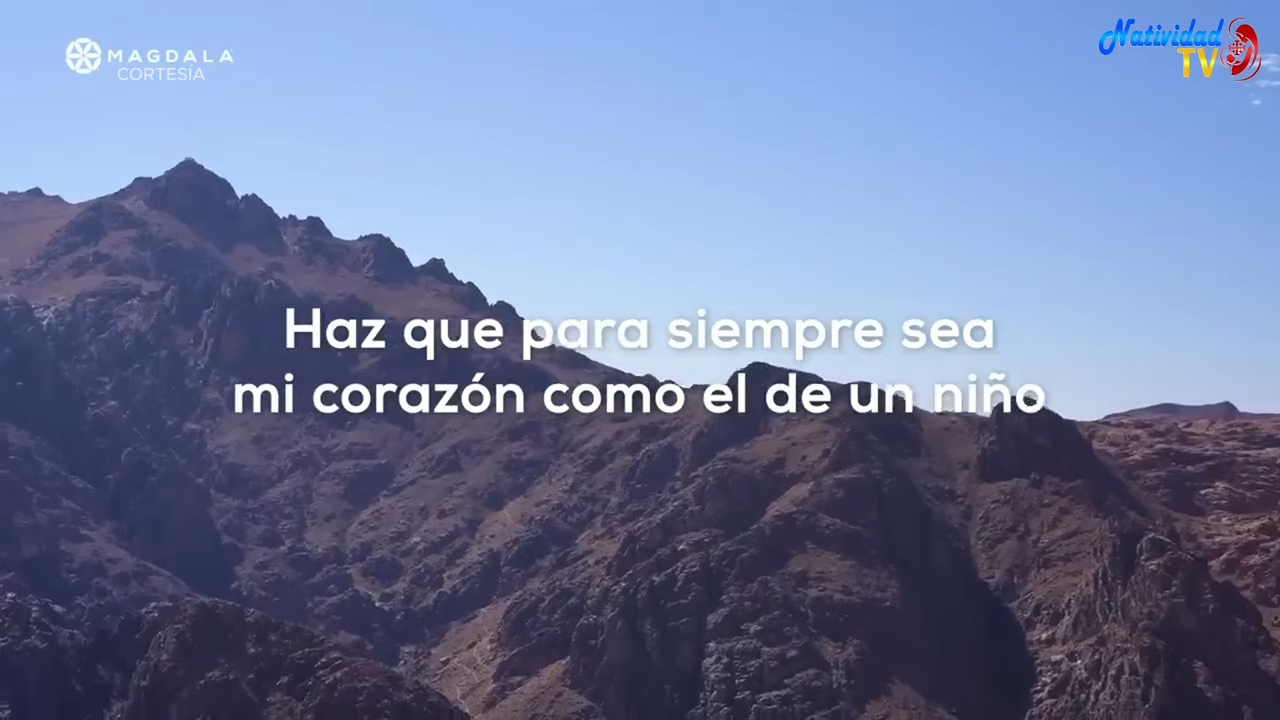 MAGDALA
CORTESÍA
Natividad
TV
Haz que para siempre sea
mi corazón como el de un niño